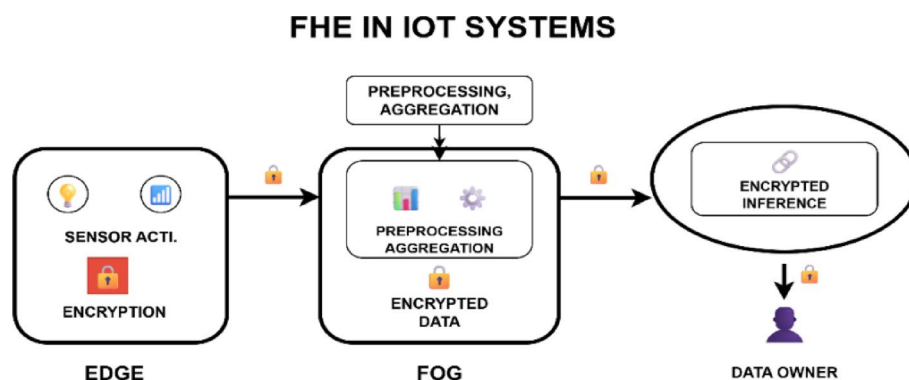 FHE IN IOT SYSTEMS
PREPROCESSING,
AGGREGATION
SENSOR ACTI.
ENCRYPTION
EDGE
PREPROCESSING
AGGREGATION
ENCRYPTED
DATA
FOG
ENCRYPTED
INFERENCE
DATA OWNER